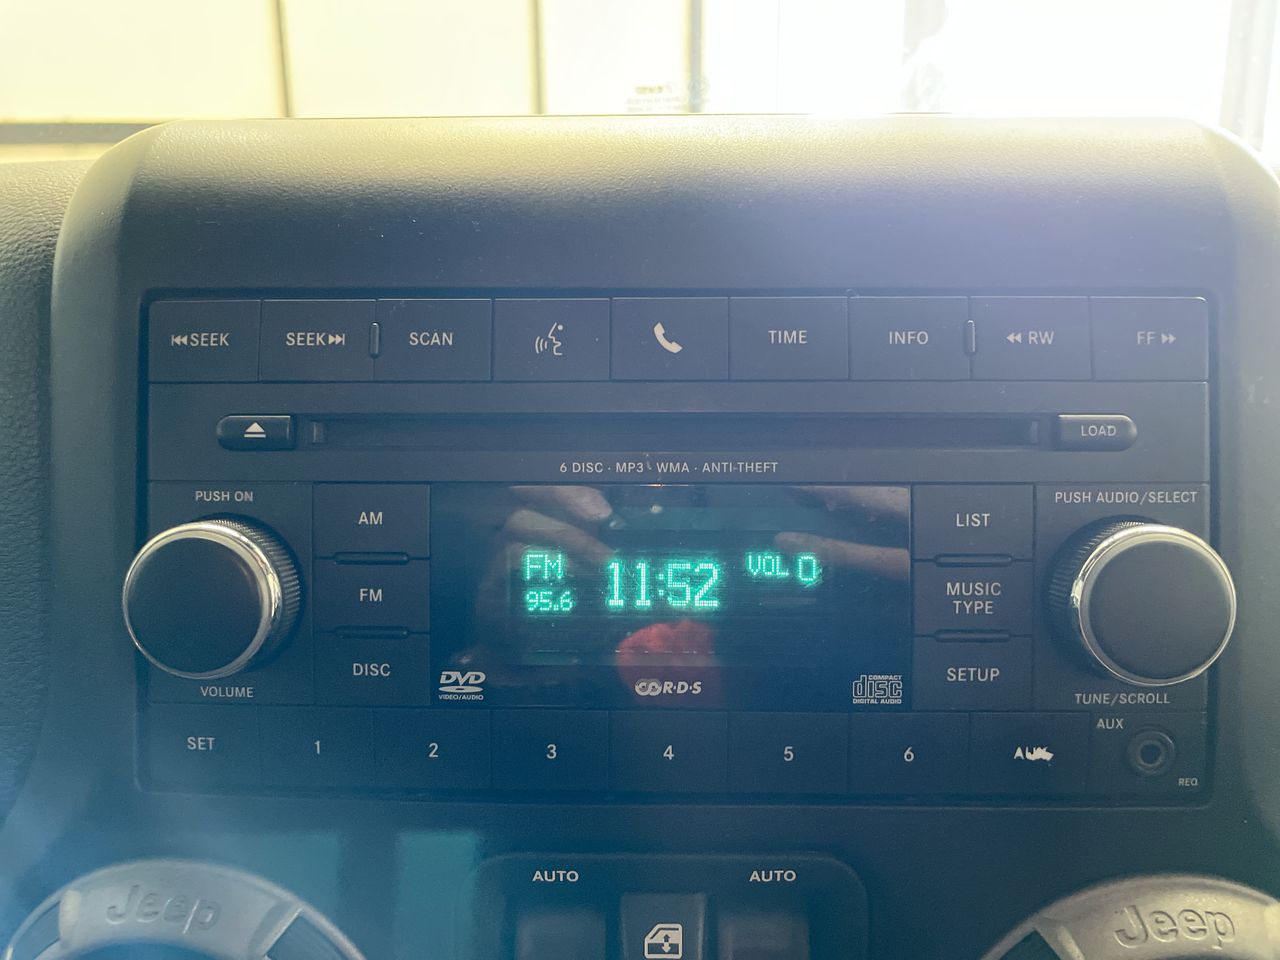 SEEK
SEEK
SCAN
TIME
INFO
RW
FF
LOAD
6 DISC · MP3 · WMA · ANTI-THEFT
PUSH ON
AM
LIST
PUSH AUDIO/SELECT
FM
11:52
VOL 0
95.6
FM
MUSIC
TYPE
DISC
SETUP
DVD
VIDEO/AUDIO
R·D·S
COMPACT
disc
DIGITAL AUDIO
VOLUME
TUNE/SCROLL
SET
1
2
3
4
5
6
AUX
REQ
AUTO
AUTO
Jeep
Jeep